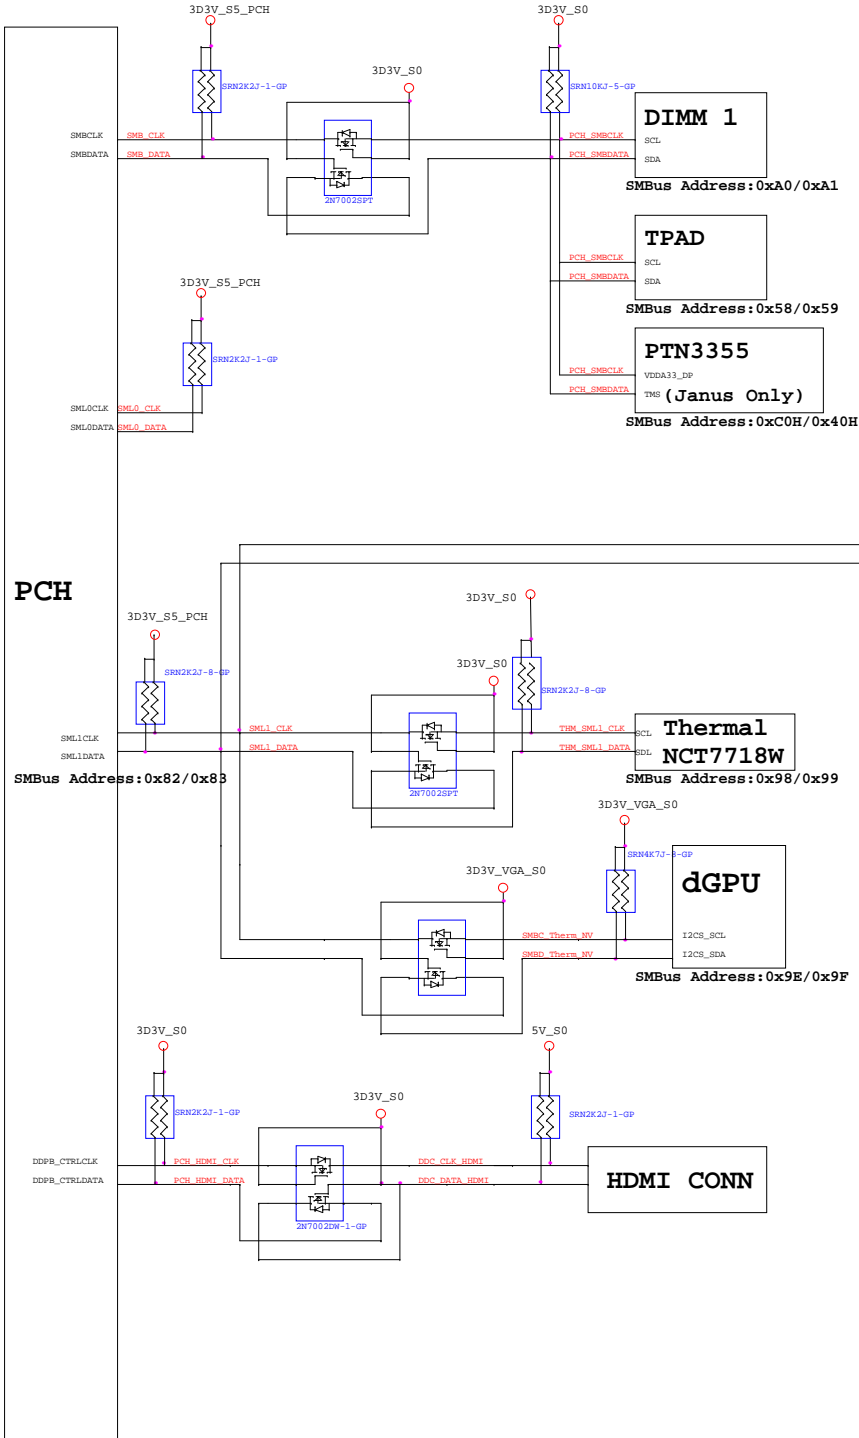 3D3V_S5_PCH
3D3V_S0
3D3V_S0
SRN2K2J-1-GP
SRN10KJ-5-GP
DIMM 1
SMBCLK
SMB_CLK
PCH_SMBCLK
SCL
SMBDATA
SMB_DATA
PCH_SMBDATA
SDA
2N7002SPT
SMBus Address:0xA0/0xA1
TPAD
PCH_SMBCLK
SCL
PCH_SMBDATA
SDA
3D3V_S5_PCH
SMBus Address:0x58/0x59
SRN2K2J-1-GP
PTN3355
PCH_SMBCLK
VDDA33_DP
PCH_SMBDATA
TMS (Janus Only)
SML0CLK
SML0_CLK
SMBus Address:0xC0H/0x40H
SML0DATA
SML0_DATA
PCH
3D3V_S0
3D3V_S5_PCH
3D3V_S0
SRN2K2J-8-GP
SRN2K2J-8-GP
SML1CLK
SML1_CLK
THM_SML1_CLK
SCL
Thermal
SML1DATA
SML1_DATA
THM_SML1_DATA
SDL
NCT7718W
SMBus Address:0x82/0x83
2N7002SPT
SMBus Address:0x98/0x99
3D3V_VGA_S0
SRN4K7J-8-GP
3D3V_VGA_S0
dGPU
SMBC_Therm_NV
I2CS_SCL
SMBD_Therm_NV
I2CS_SDA
SMBus Address:0x9E/0x9F
3D3V_S0
5V_S0
3D3V_S0
SRN2K2J-1-GP
SRN2K2J-1-GP
DDPB_CTRLCLK
PCH_HDMI_CLK
DDC_CLK_HDMI
DDPB_CTRLDATA
PCH_HDMI_DATA
DDC_DATA_HDMI
HDMI CONN
2N7002DW-1-GP